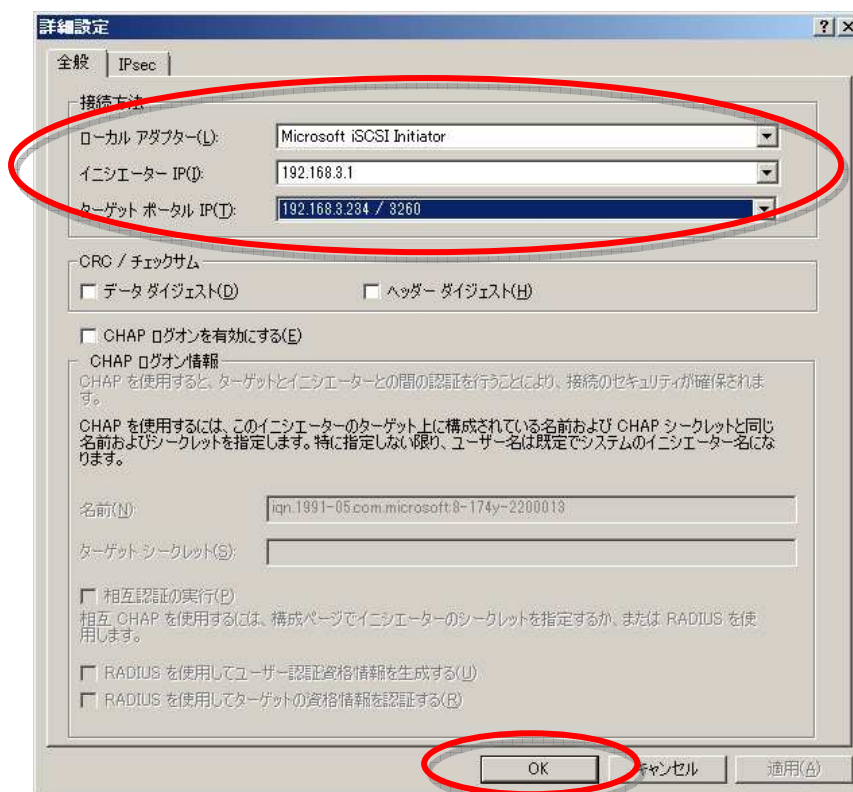 詳細設定
全般
IPsec
接続方法
ローカル アダプター(L):
Microsoft iSCSI Initiator
イニシエーター IP(I):
192.168.3.1
ターゲット ポータル IP(T):
192.168.3.234 / 3260
CRC / チェックサム
データ ダイジェスト(D)
ヘッダー ダイジェスト(H)
CHAP ログオンを有効にする(E)
CHAP ログオン情報
CHAP を使用すると、ターゲットとイニシエーターとの間の認証を行うことにより、接続のセキュリティが確保されま
す。
CHAP を使用するには、このイニシエーターのターゲット上に構成されている名前および CHAP シークレットと同じ
名前およびシークレットを指定します。特に指定しない限り、ユーザー名は既定でシステムのイニシエーター名にな
ります。
名前(N):
iqn.1991-05.com.microsoft:8-174y-2200013
ターゲット シークレット(S):
相互認証の実行(P)
相互 CHAP を使用するには、構成ページでイニシエーターのシークレットを指定するか、または RADIUS を使
用します。
RADIUS を使用してユーザー認証資格情報を生成する(U)
RADIUS を使用してターゲットの資格情報を認証する(R)
OK
キャンセル
適用(A)